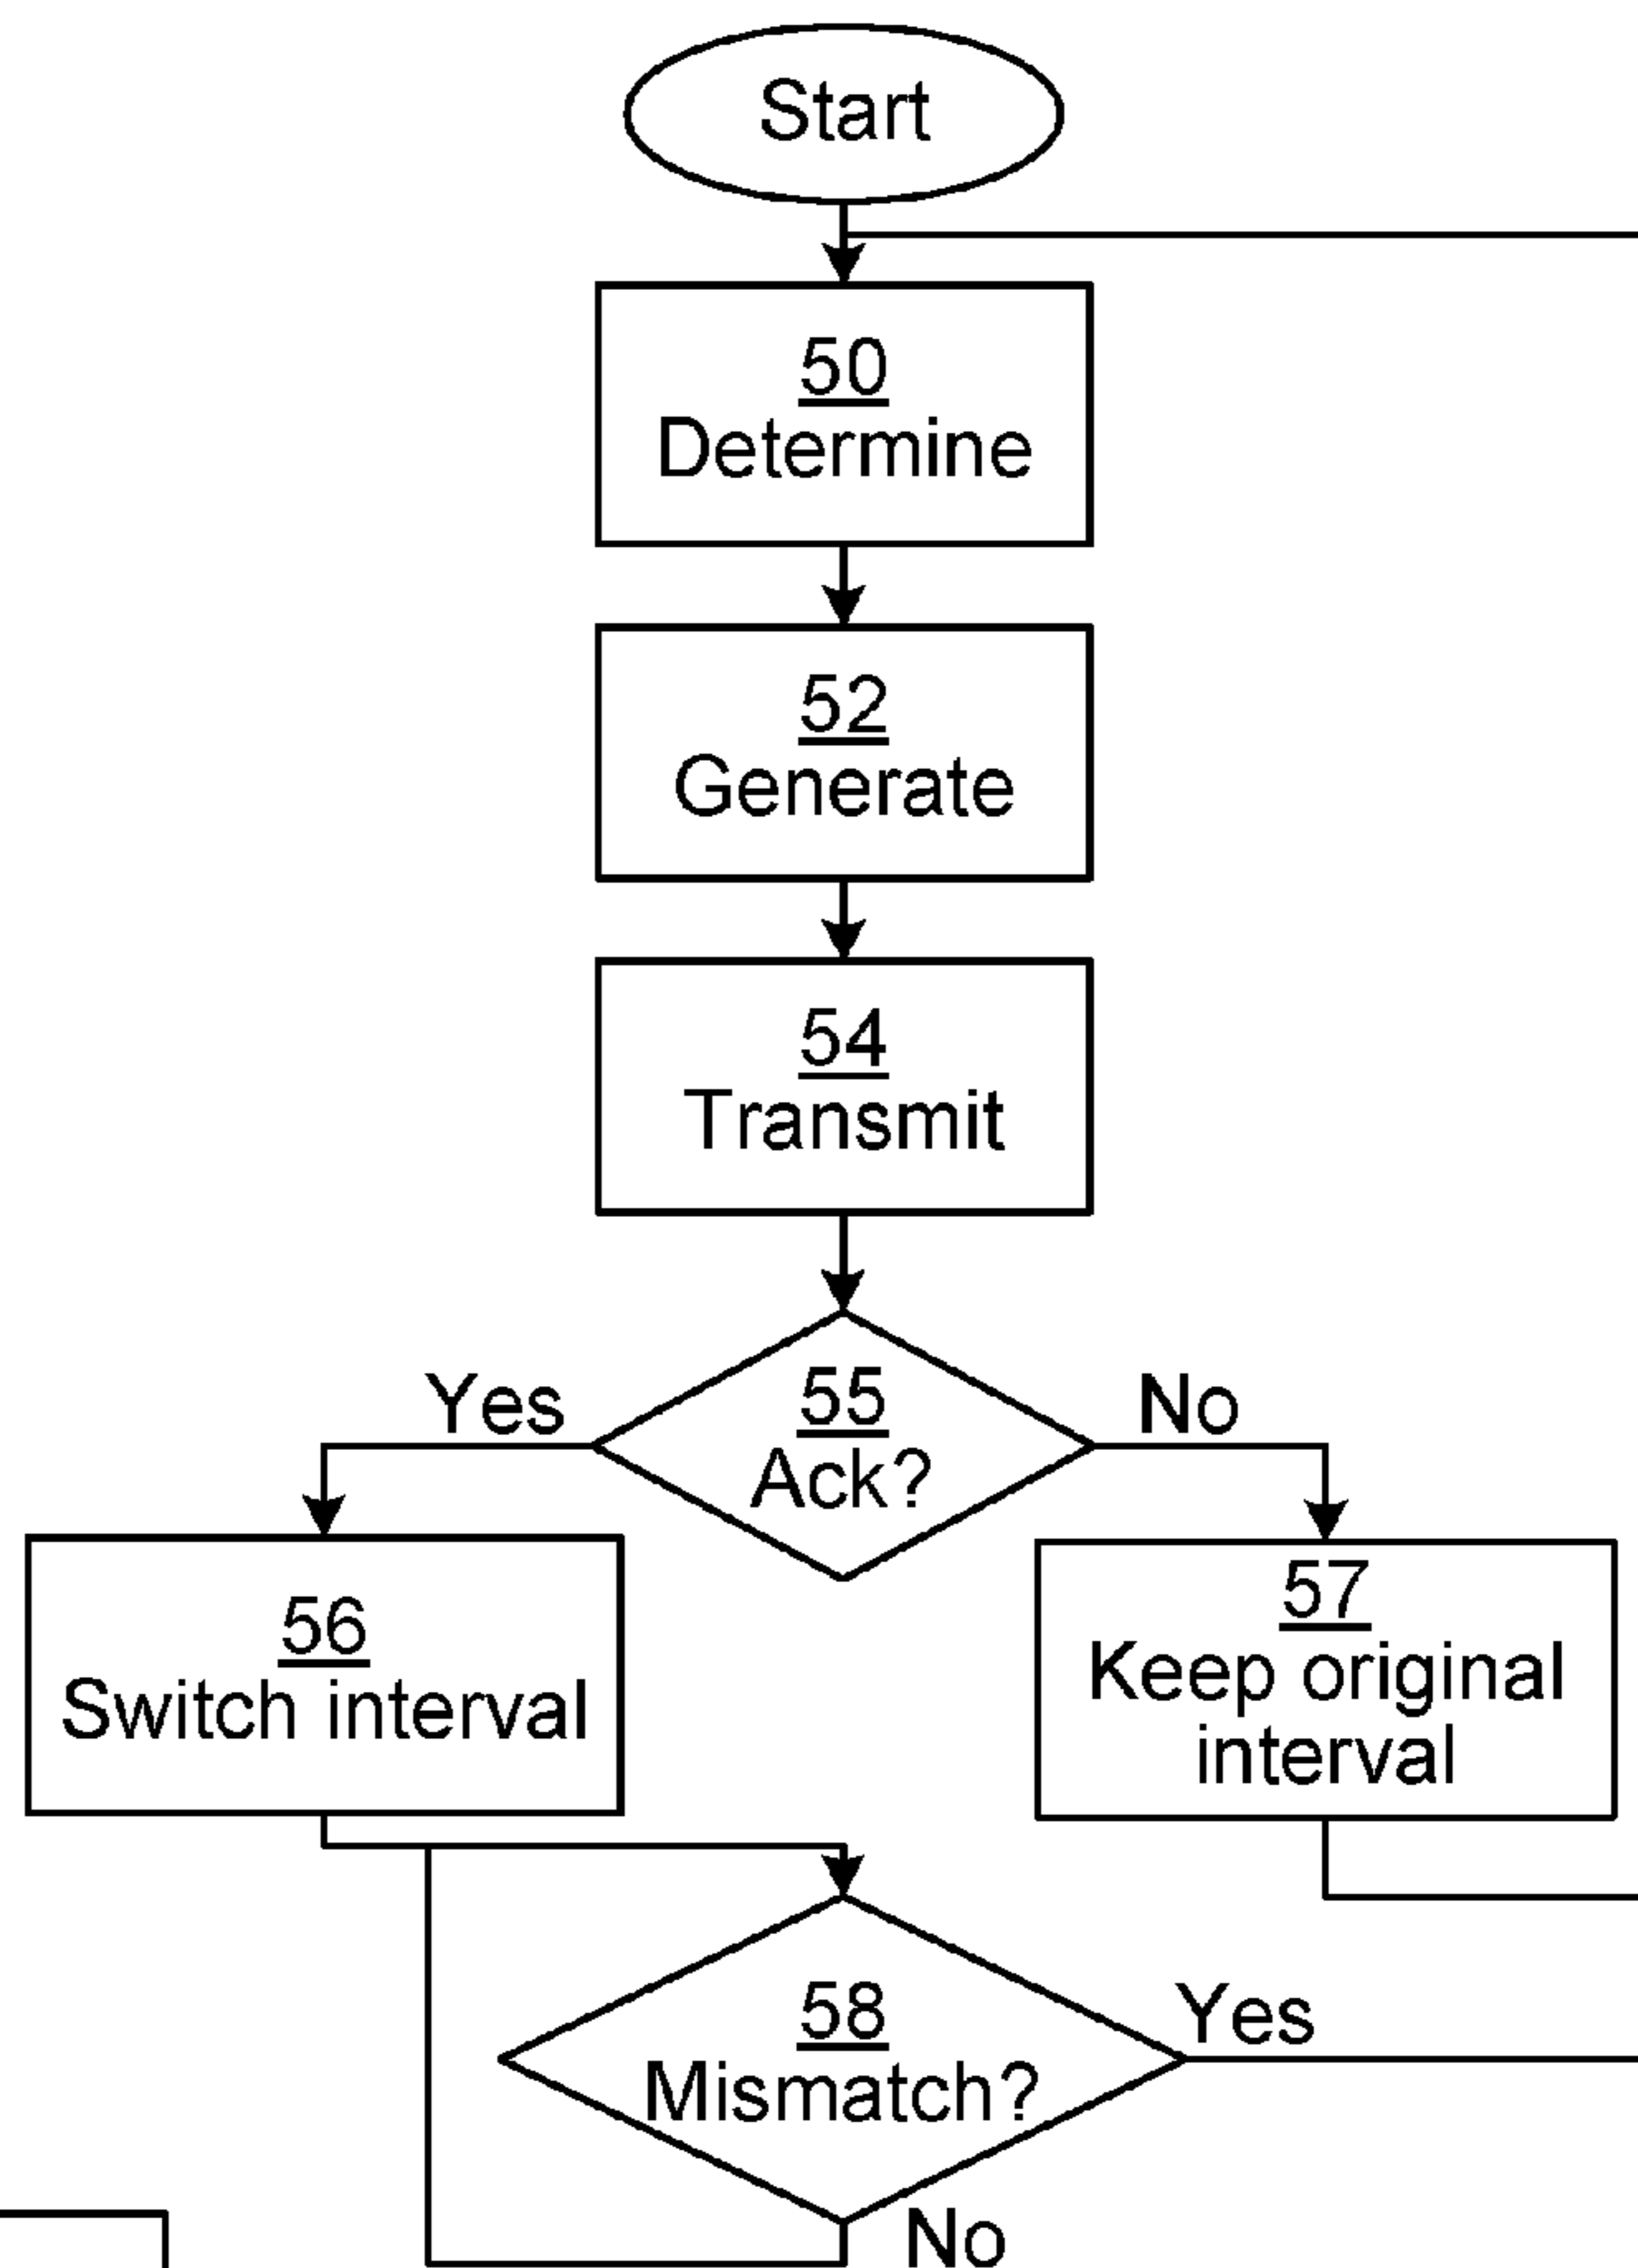 Start
50
Determine
52
Generate
54
Transmit
Yes
55
Ack?
No
56
Switch interval
57
Keep original
interval
58
Mismatch?
Yes
No